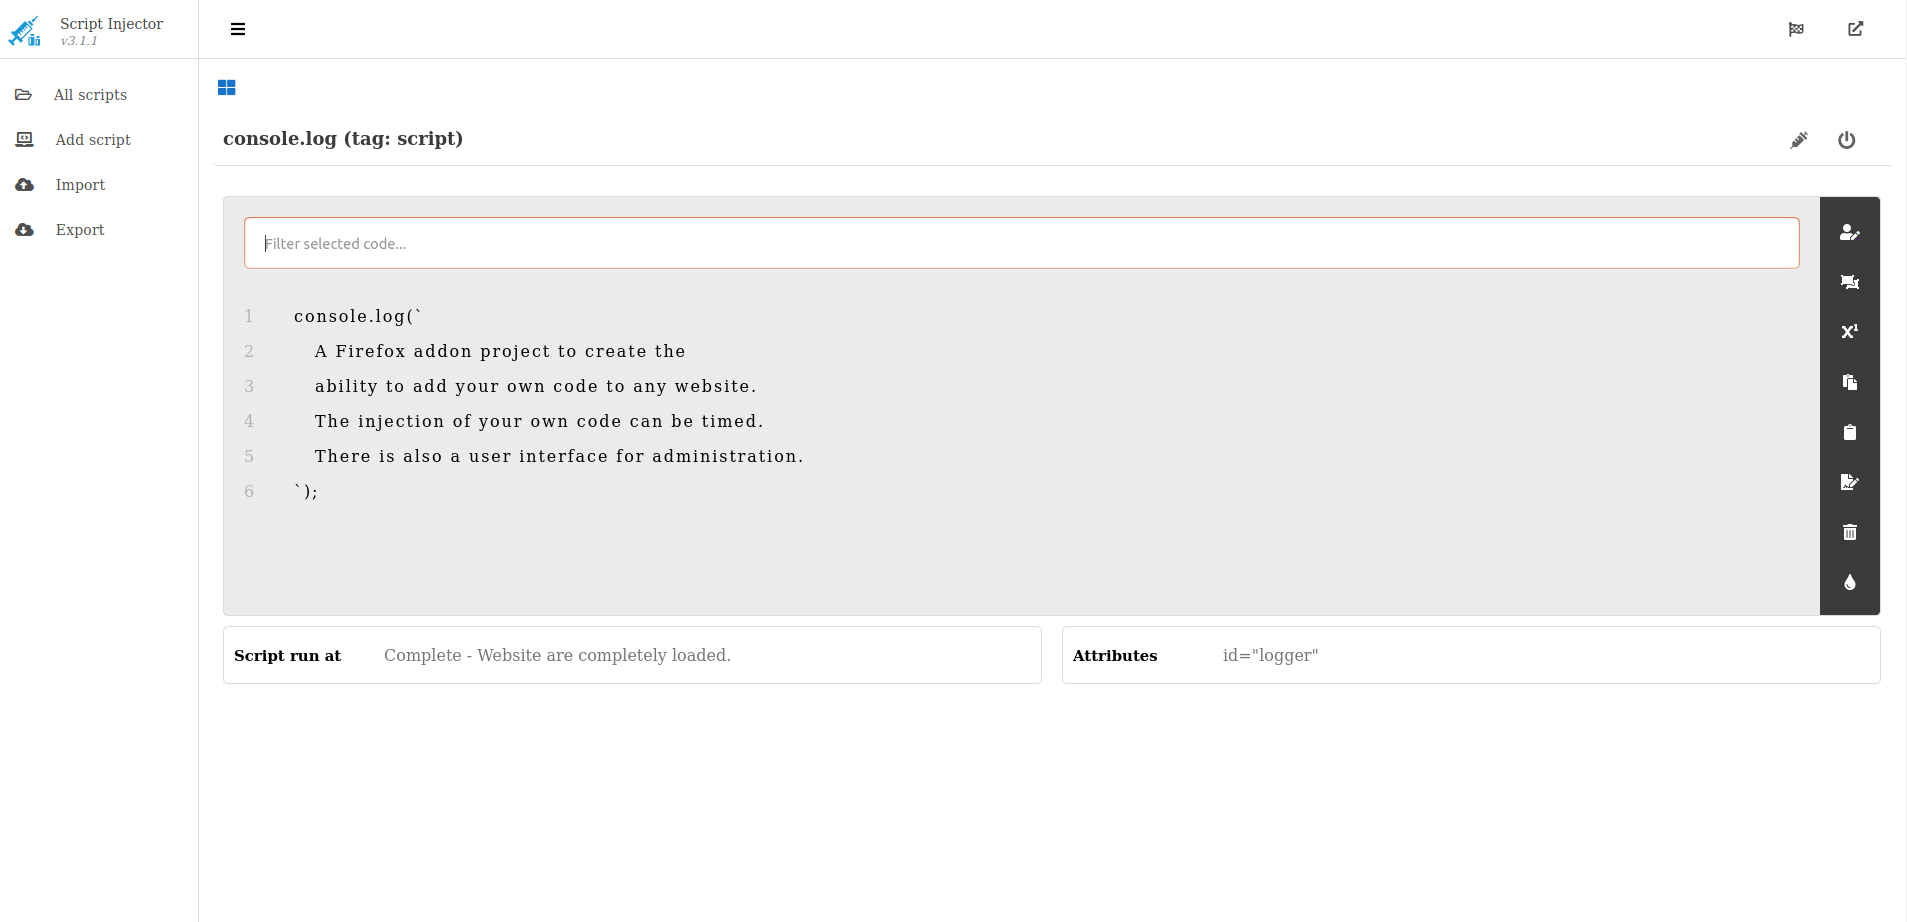 Script Injector
v3.1.1
All scripts
Add script
Import
Export
console.log (tag: script)
Filter selected code...
1 console.log(`
2 A Firefox addon project to create the
3 ability to add your own code to any website.
4 The injection of your own code can be timed.
5 There is also a user interface for administration.
6 `);
X1
Script run at Complete - Website are completely loaded.
Attributes id="logger"